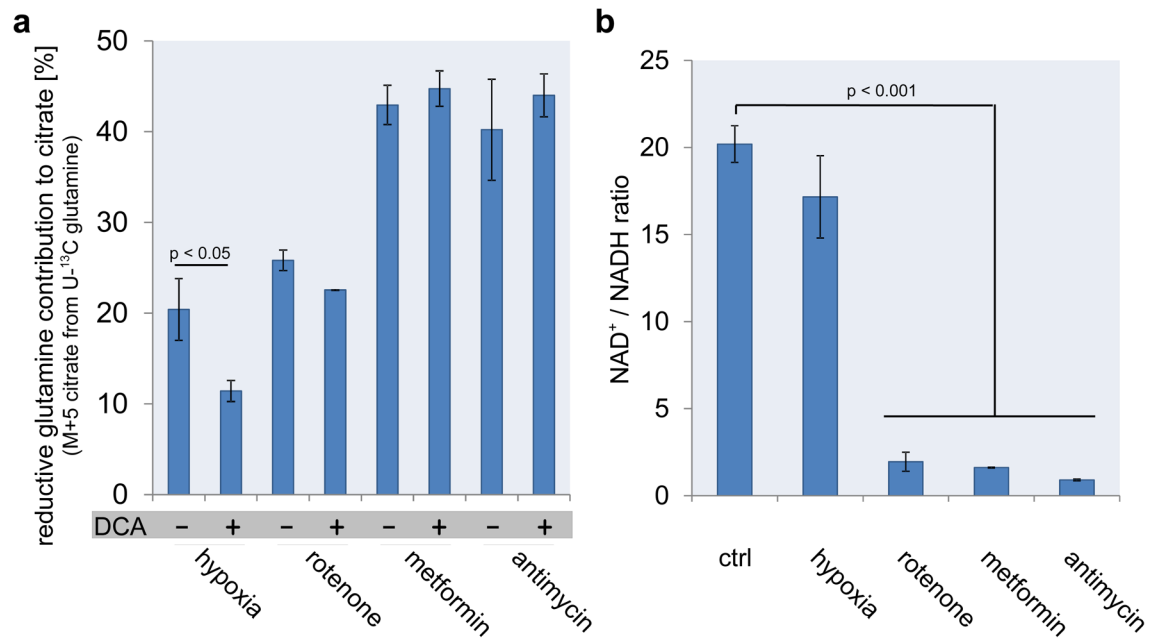 a
reductive glutamine contribution to citrate [%]
(M+5 citrate from U-¹³C glutamine)
50
40
30
20
10
0
p < 0.05
DCA – + – + – + – +
hypoxia
rotenone
metformin
antimycin
b
NAD⁺ / NADH ratio
25
20
15
10
5
0
p < 0.001
ctrl
hypoxia
rotenone
metformin
antimycin